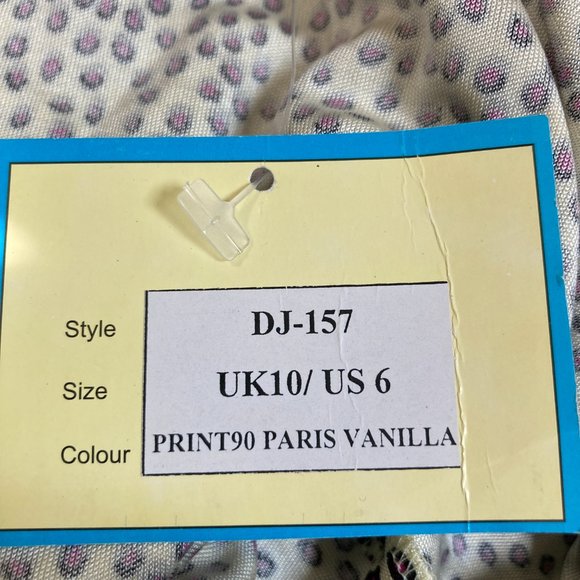 Style DJ-157
Size UK10/ US 6
Colour PRINT90 PARIS VANILLA